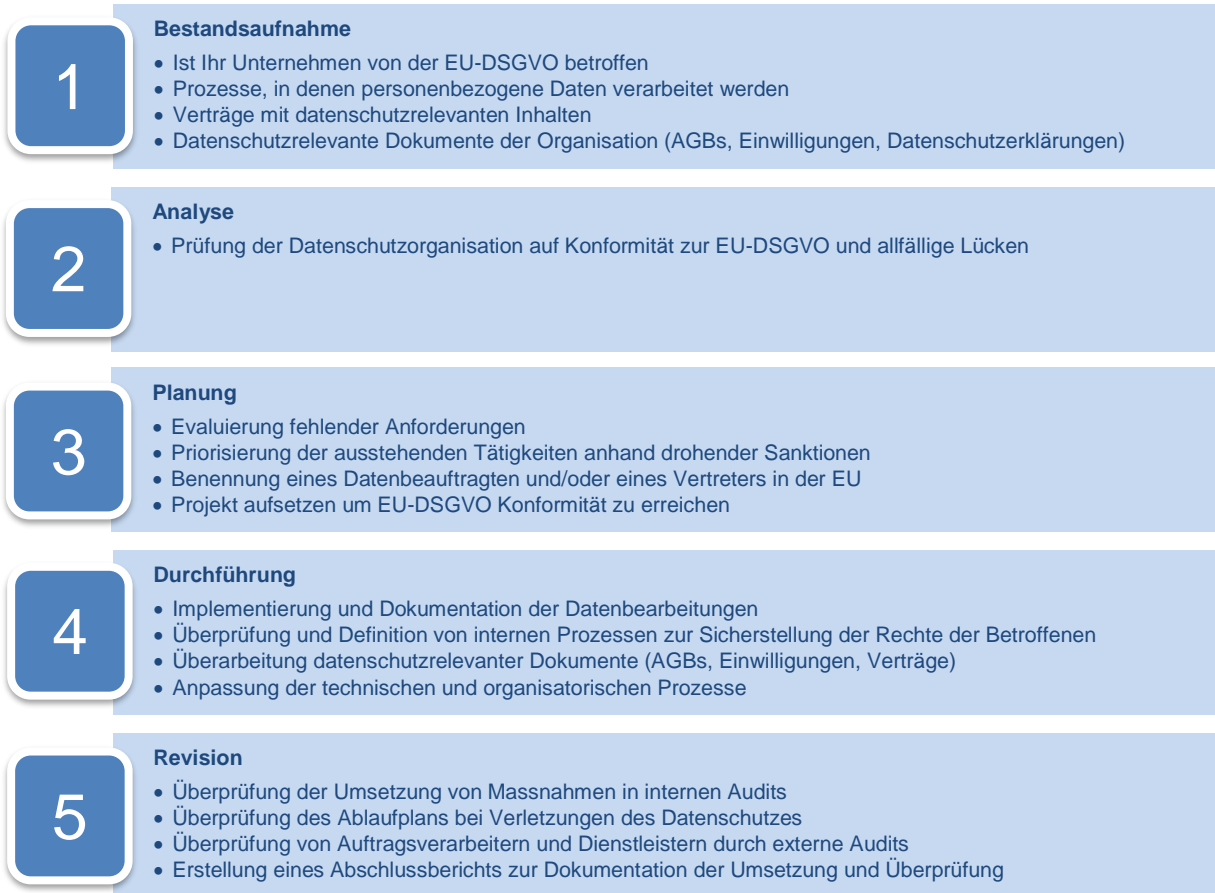 1
Bestandsaufnahme
• Ist Ihr Unternehmen von der EU-DSGVO betroffen
• Prozesse, in denen personenbezogene Daten verarbeitet werden
• Verträge mit datenschutzrelevanten Inhalten
• Datenschutzrelevante Dokumente der Organisation (AGBs, Einwilligungen, Datenschutzerklärungen)
2
Analyse
• Prüfung der Datenschutzorganisation auf Konformität zur EU-DSGVO und allfällige Lücken
3
Planung
• Evaluierung fehlender Anforderungen
• Priorisierung der ausstehenden Tätigkeiten anhand drohender Sanktionen
• Benennung eines Datenbeauftragten und/oder eines Vertreters in der EU
• Projekt aufsetzen um EU-DSGVO Konformität zu erreichen
4
Durchführung
• Implementierung und Dokumentation der Datenbearbeitungen
• Überprüfung und Definition von internen Prozessen zur Sicherstellung der Rechte der Betroffenen
• Überarbeitung datenschutzrelevanter Dokumente (AGBs, Einwilligungen, Verträge)
• Anpassung der technischen und organisatorischen Prozesse
5
Revision
• Überprüfung der Umsetzung von Massnahmen in internen Audits
• Überprüfung des Ablaufplans bei Verletzungen des Datenschutzes
• Überprüfung von Auftragsverarbeitern und Dienstleistern durch externe Audits
• Erstellung eines Abschlussberichts zur Dokumentation der Umsetzung und Überprüfung